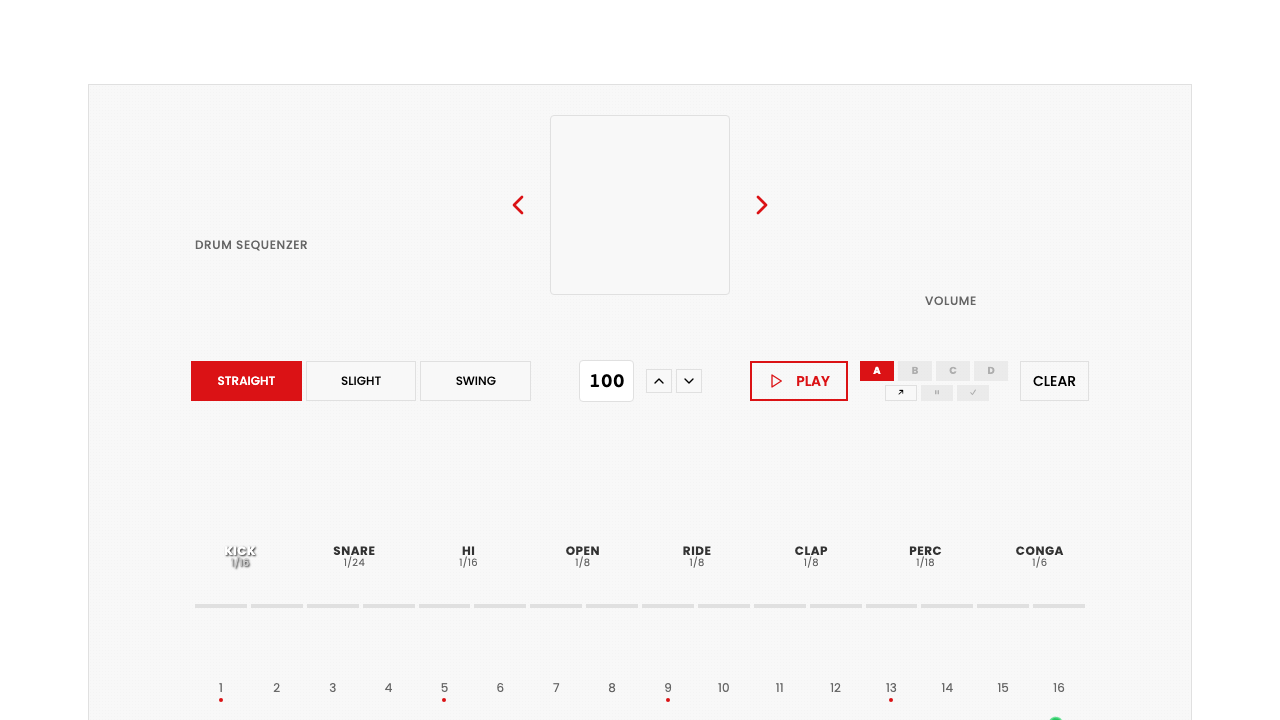 DRUM SEQUENZER
VOLUME
STRAIGHT SLIGHT SWING 100 PLAY A B C D CLEAR
KICK SNARE HI OPEN RIDE CLAP PERC CONGA
1/16 1/24 1/16 1/8 1/8 1/8 1/18 1/6
1 2 3 4 5 6 7 8 9 10 11 12 13 14 15 16